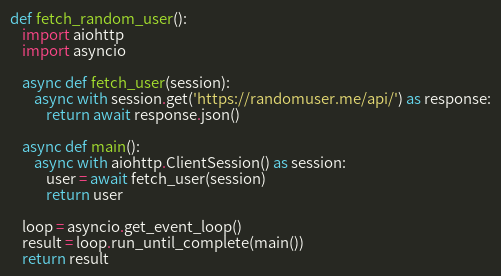 def fetch_random_user():
    import aiohttp
    import asyncio

    async def fetch_user(session):
        async with session.get('https://randomuser.me/api/') as response:
            return await response.json()

    async def main():
        async with aiohttp.ClientSession() as session:
            user = await fetch_user(session)
            return user

    loop = asyncio.get_event_loop()
    result = loop.run_until_complete(main())
    return result